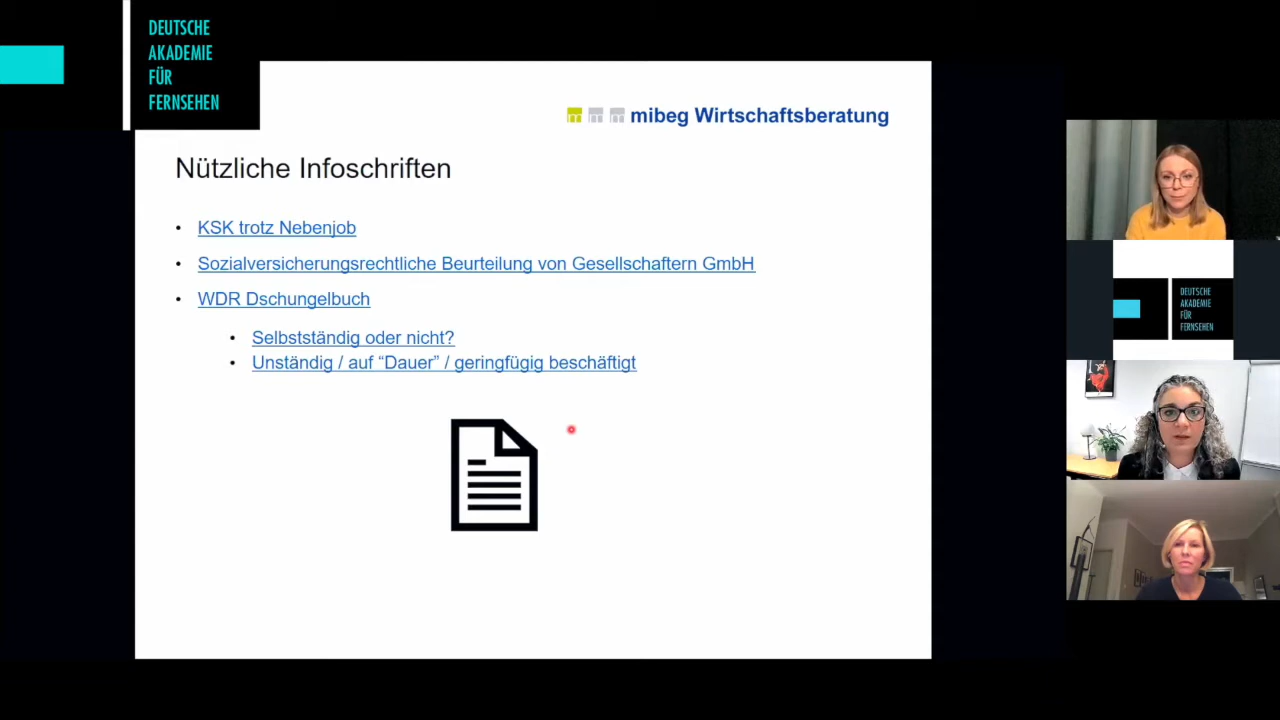 DEUTSCHE
AKADEMIE
FÜR
FERNSEHEN
mibeg Wirtschaftsberatung
Nützliche Infoschriften
• KSK trotz Nebenjob
• Sozialversicherungsrechtliche Beurteilung von Gesellschaftern GmbH
• WDR Dschungelbuch
• Selbstständig oder nicht?
• Unständig / auf “Dauer” / geringfügig beschäftigt
DEUTSCHE
AKADEMIE
FÜR
FERNSEHEN